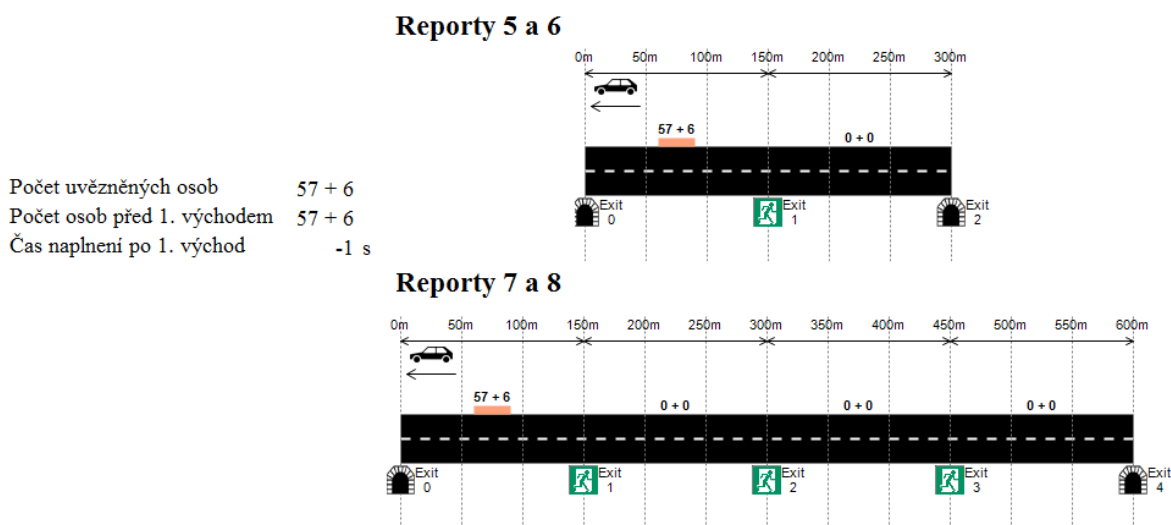 Reporty 5 a 6
0m 50m 100m 150m 200m 250m 300m
57 + 6 0 + 0
Exit 0 Exit 1 Exit 2
Počet uvězněných osob 57 + 6
Počet osob před 1. východem 57 + 6
Čas naplnení po 1. východ -1 s
Reporty 7 a 8
0m 50m 100m 150m 200m 250m 300m 350m 400m 450m 500m 550m 600m
57 + 6 0 + 0 0 + 0 0 + 0
Exit 0 Exit 1 Exit 2 Exit 3 Exit 4